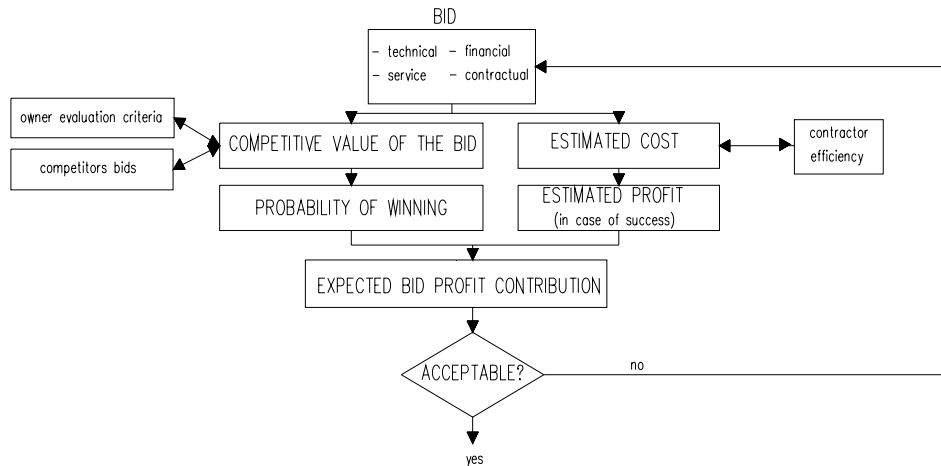 BID
- technical - financial
- service - contractual
owner evaluation criteria
competitors bids
COMPETITIVE VALUE OF THE BID
ESTIMATED COST
contractor
efficiency
PROBABILITY OF WINNING
ESTIMATED PROFIT
(in case of success)
EXPECTED BID PROFIT CONTRIBUTION
ACCEPTABLE?
no
yes